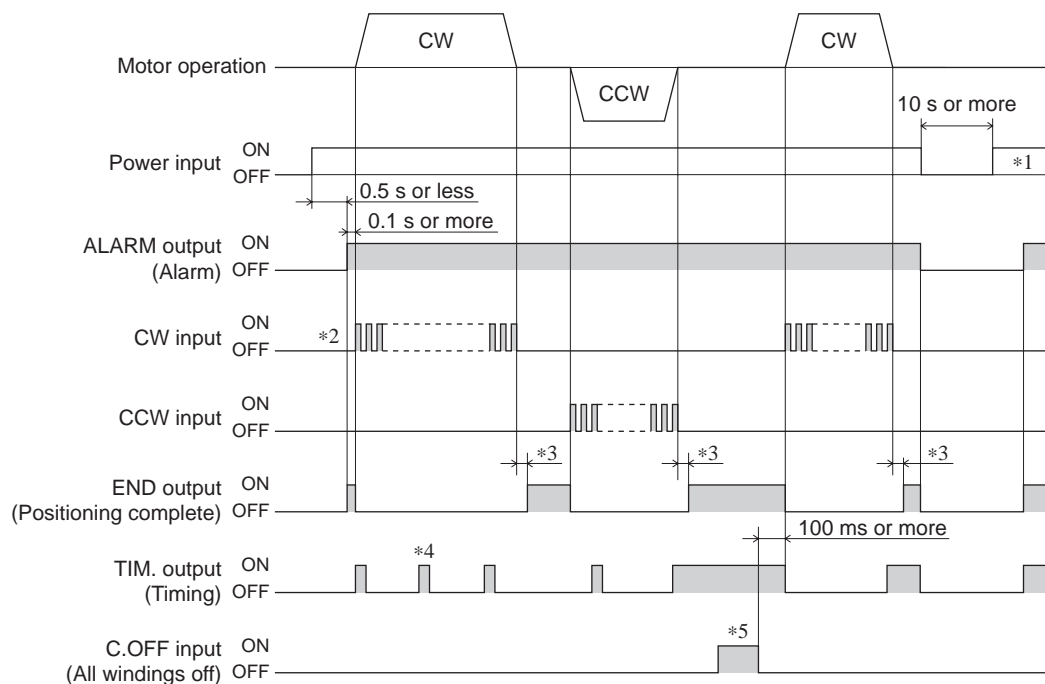 CW
CW
Motor operation
CCW
10 s or more
Power input
ON
OFF
*1
0.5 s or less
0.1 s or more
ALARM output
(Alarm)
ON
OFF
CW input
ON
OFF
*2
CCW input
ON
OFF
*3
*3
*3
END output
(Positioning complete)
ON
OFF
100 ms or more
TIM. output
(Timing)
ON
OFF
*4
C.OFF input
(All windings off)
ON
OFF
*5